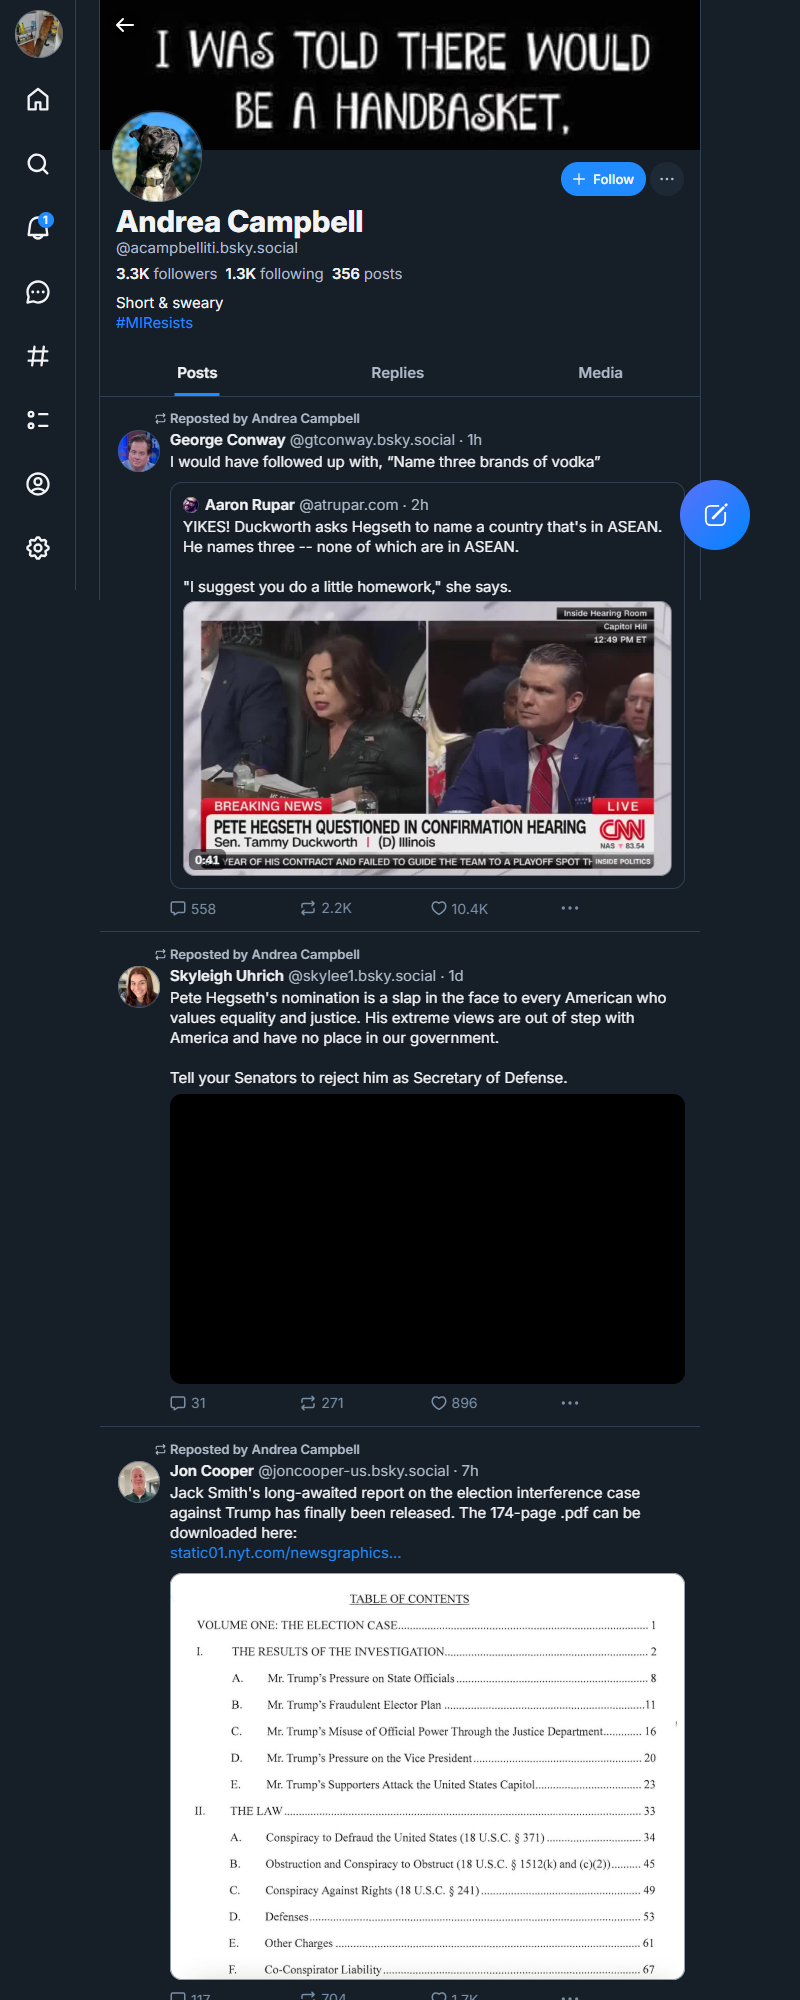 I WAS TOLD THERE WOULD
BE A HANDBASKET.
Follow
Andrea Campbell
@acampbelliti.bsky.social
3.3K followers 1.3K following 356 posts
Short & sweary
#MIResists
1
Posts Replies Media
Reposted by Andrea Campbell
George Conway @gtconway.bsky.social · 1h
I would have followed up with, “Name three brands of vodka”
Aaron Rupar @atrupar.com · 2h
YIKES! Duckworth asks Hegseth to name a country that's in ASEAN.
He names three -- none of which are in ASEAN.
"I suggest you do a little homework," she says.
Inside Hearing Room
Capitol Hill
12:49 PM ET
BREAKING NEWS LIVE
PETE HEGSETH QUESTIONED IN CONFIRMATION HEARING
Sen. Tammy Duckworth | (D) Illinois
CNN
NAS ▼ 83.54
0:41
YEAR OF HIS CONTRACT AND FAILED TO GUIDE THE TEAM TO A PLAYOFF SPOT TH INSIDE POLITICS
558 2.2K 10.4K
Reposted by Andrea Campbell
Skyleigh Uhrich @skylee1.bsky.social · 1d
Pete Hegseth's nomination is a slap in the face to every American who
values equality and justice. His extreme views are out of step with
America and have no place in our government.
Tell your Senators to reject him as Secretary of Defense.
31 271 896
Reposted by Andrea Campbell
Jon Cooper @joncooper-us.bsky.social · 7h
Jack Smith's long-awaited report on the election interference case
against Trump has finally been released. The 174-page .pdf can be
downloaded here:
static01.nyt.com/newsgraphics...
TABLE OF CONTENTS
VOLUME ONE: THE ELECTION CASE 1
I. THE RESULTS OF THE INVESTIGATION 2
A. Mr. Trump's Pressure on State Officials 8
B. Mr. Trump's Fraudulent Elector Plan 11
C. Mr. Trump's Misuse of Official Power Through the Justice Department 16
D. Mr. Trump's Pressure on the Vice President 20
E. Mr. Trump's Supporters Attack the United States Capitol 23
II. THE LAW 33
A. Conspiracy to Defraud the United States (18 U.S.C. § 371) 34
B. Obstruction and Conspiracy to Obstruct (18 U.S.C. § 1512(k) and (c)(2)) 45
C. Conspiracy Against Rights (18 U.S.C. § 241) 49
D. Defenses 53
E. Other Charges 61
F. Co-Conspirator Liability 67
117 704 1.7K